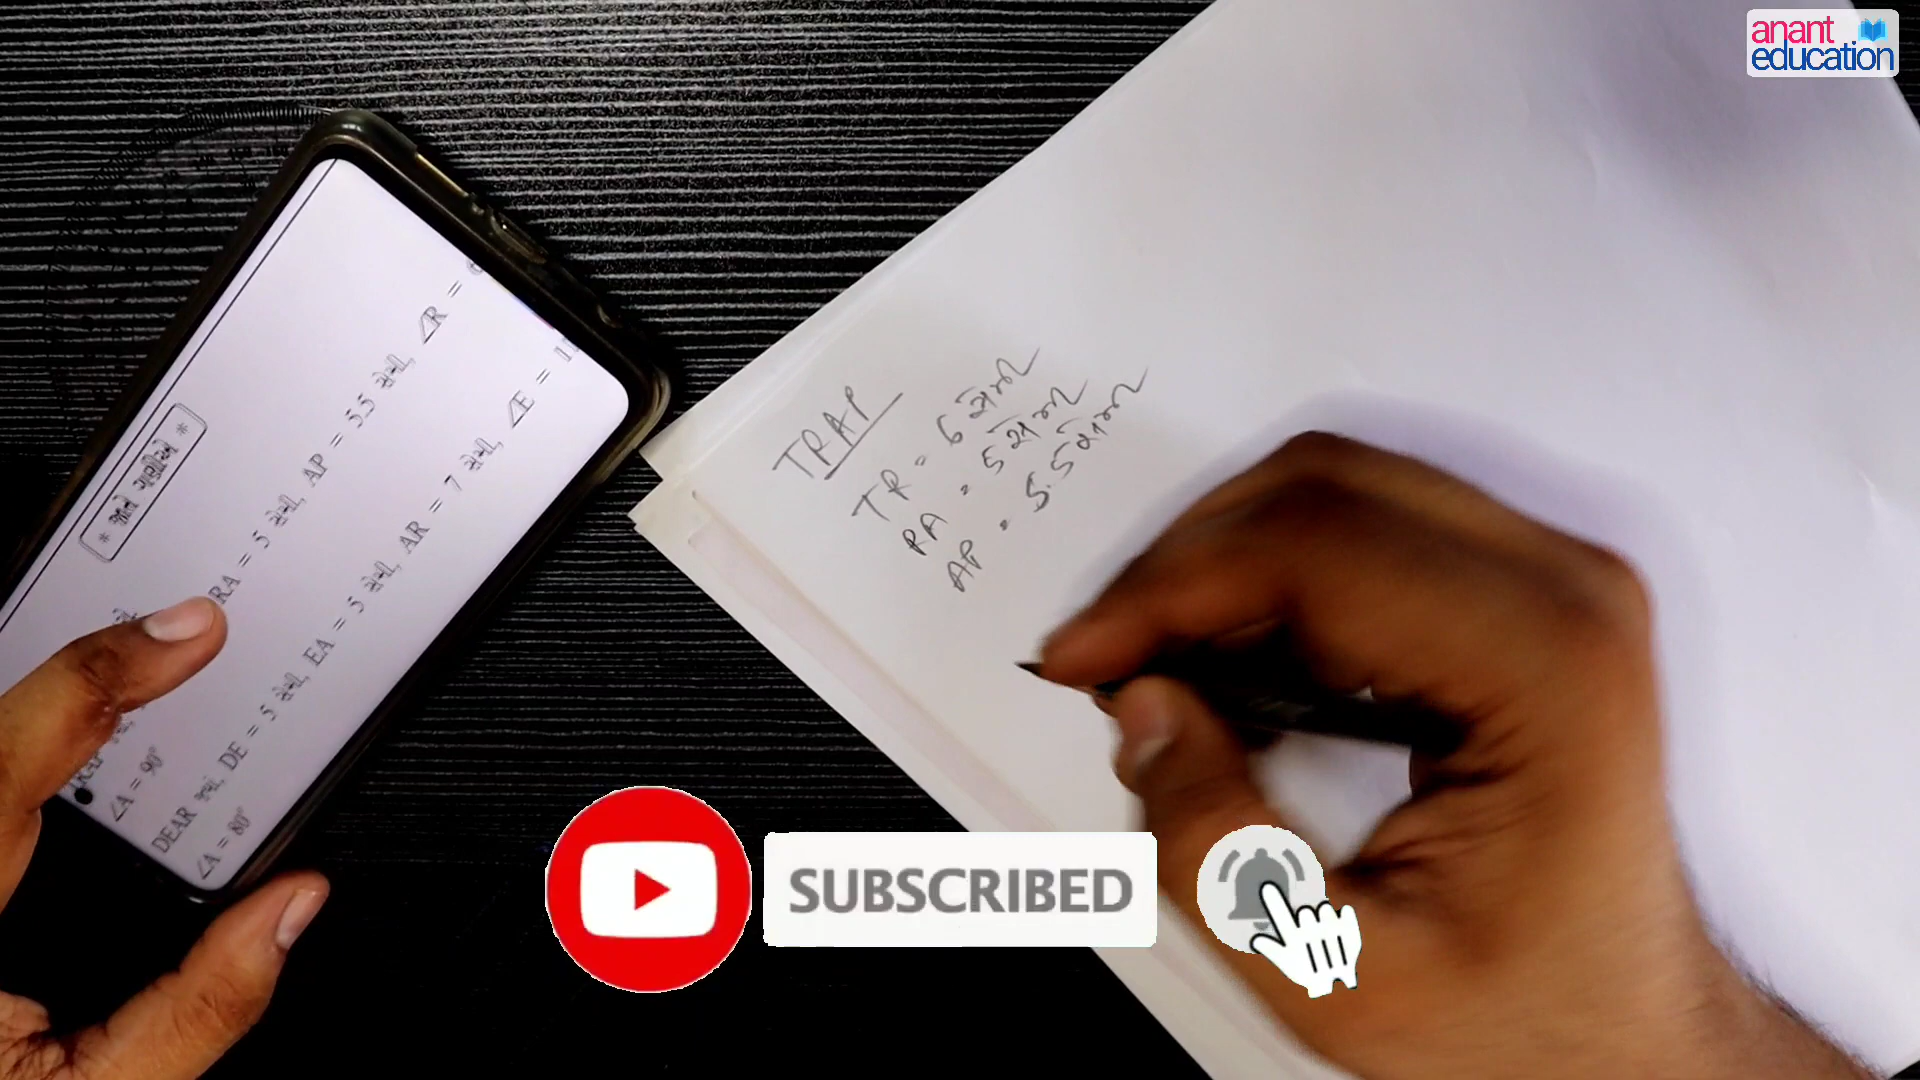 anant
education
* જાતે ગણીએ *
RA = 5 સેમી, AP = 5.5 સેમી, ∠R =
∠A = 90°
DEAR માં, DE = 5 સેમી, EA = 5 સેમી, AR = 7 સેમી, ∠E =
∠A = 80°
TRAP
TR = 6 સેમી
RA = 5 સેમી
AP = 5.5 સેમી
SUBSCRIBED